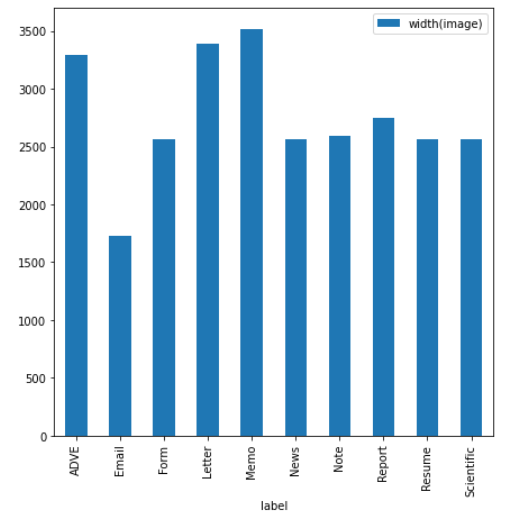 width(image)
3500
3000
2500
2000
1500
1000
500
0
ADVE
Email
Form
Letter
Memo
News
Note
Report
Resume
Scientific
label